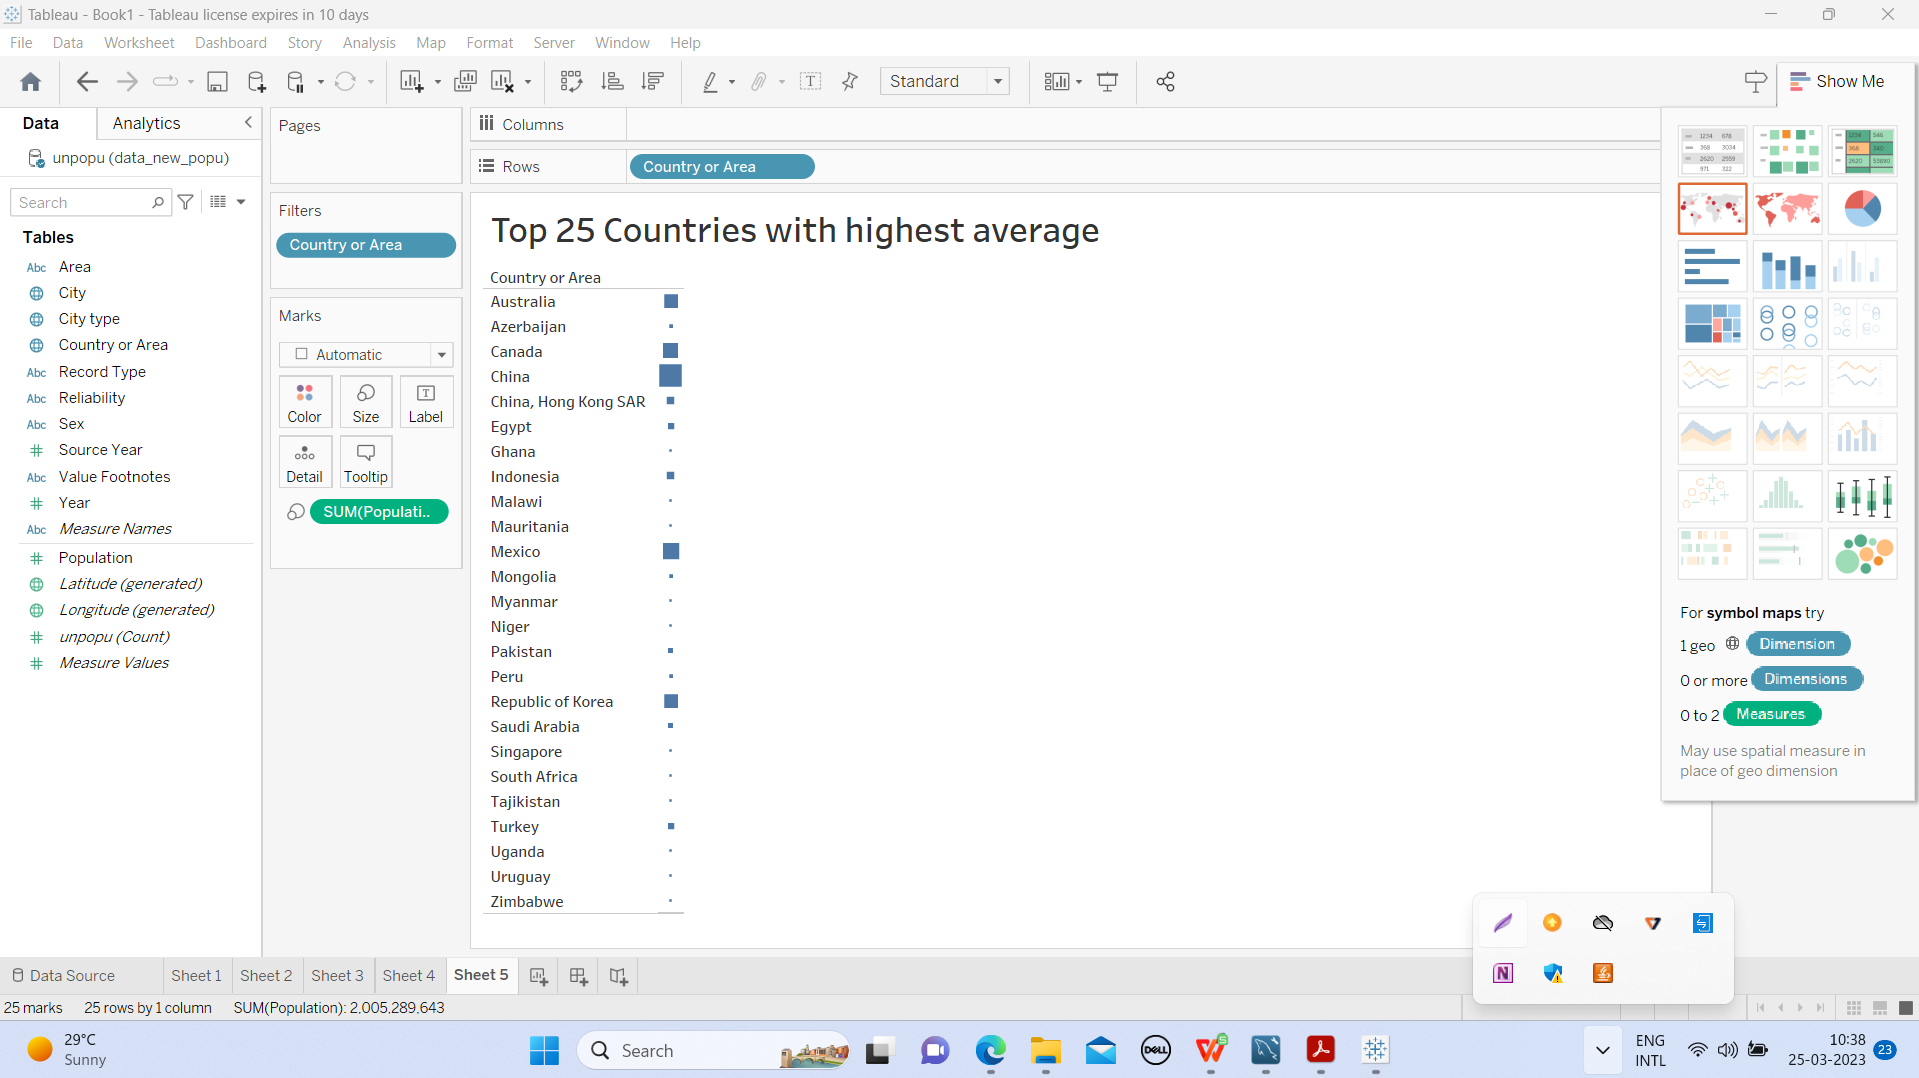 Tableau - Book1 - Tableau license expires in 10 days
File Data Worksheet Dashboard Story Analysis Map Format Server Window Help
Standard
Show Me
Data Analytics
unpopu (data_new_popu)
Search
Tables
Abc Area
City
City type
Country or Area
Abc Record Type
Abc Reliability
Abc Sex
Source Year
Abc Value Footnotes
Year
Abc Measure Names
Population
Latitude (generated)
Longitude (generated)
unpopu (Count)
Measure Values
Pages
Filters
Country or Area
Marks
Automatic
Color Size Label
Detail Tooltip
SUM(Populati..
Columns
Rows Country or Area
Top 25 Countries with highest average
Country or Area
Australia
Azerbaijan
Canada
China
China, Hong Kong SAR
Egypt
Ghana
Indonesia
Malawi
Mauritania
Mexico
Mongolia
Myanmar
Niger
Pakistan
Peru
Republic of Korea
Saudi Arabia
Singapore
South Africa
Tajikistan
Turkey
Uganda
Uruguay
Zimbabwe
For symbol maps try
1 geo Dimension
0 or more Dimensions
0 to 2 Measures
May use spatial measure in
place of geo dimension
Data Source Sheet 1 Sheet 2 Sheet 3 Sheet 4 Sheet 5
25 marks 25 rows by 1 column SUM(Population): 2,005,289,643
29°C
Sunny
Search
DELL
ENG
INTL
10:38
25-03-2023
23